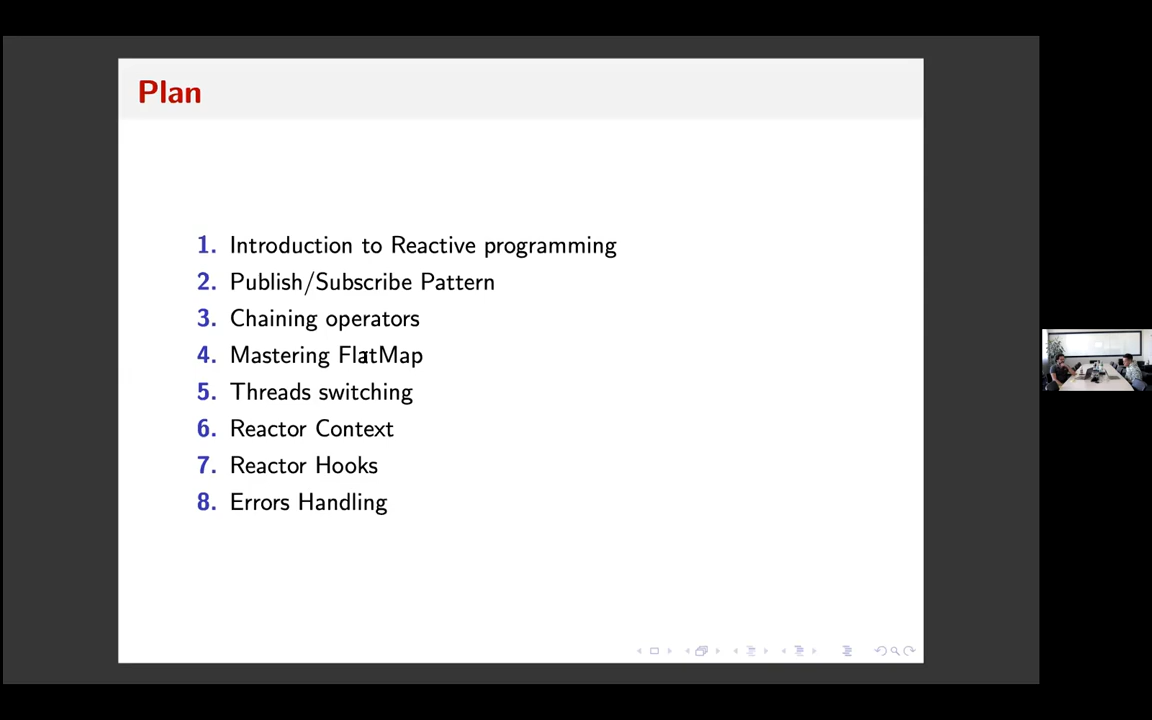 Plan
1. Introduction to Reactive programming
2. Publish/Subscribe Pattern
3. Chaining operators
4. Mastering FlatMap
5. Threads switching
6. Reactor Context
7. Reactor Hooks
8. Errors Handling